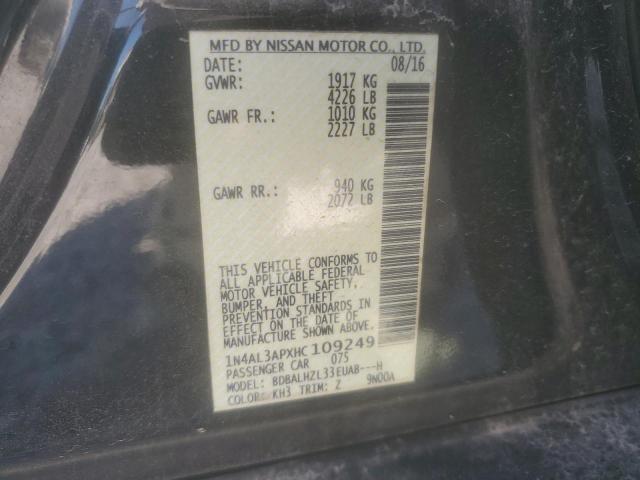 MFD BY NISSAN MOTOR CO., LTD.
DATE: 08/16
GVWR: 1917 KG
4226 LB
GAWR FR.: 1010 KG
2227 LB
GAWR RR.: 940 KG
2072 LB
THIS VEHICLE CONFORMS TO
ALL APPLICABLE FEDERAL
MOTOR VEHICLE SAFETY,
BUMPER, AND THEFT
PREVENTION STANDARDS IN
EFFECT ON THE DATE OF
MANUFACTURE SHOWN ABOVE.
1N4AL3APXHC109249
PASSENGER CAR 075
MODEL: BDBALHZL33EUAB---H
COLOR: KH3 TRIM: Z 9N00A